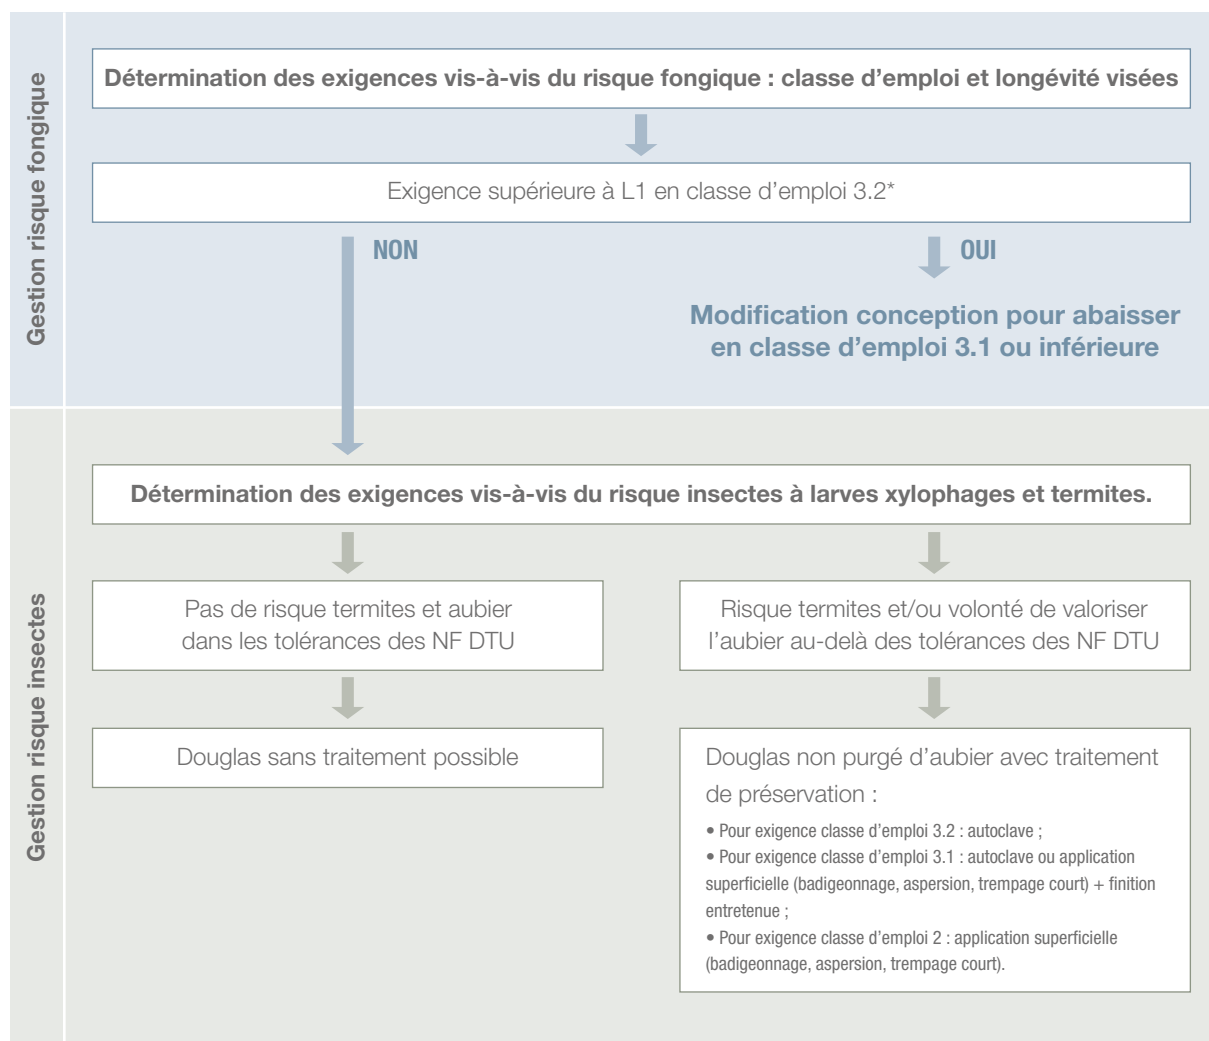 Gestion risque fongique
Détermination des exigences vis-à-vis du risque fongique : classe d’emploi et longévité visées
Exigence supérieure à L1 en classe d’emploi 3.2*
NON
OUI
Modification conception pour abaisser
en classe d’emploi 3.1 ou inférieure
Gestion risque insectes
Détermination des exigences vis-à-vis du risque insectes à larves xylophages et termites.
Pas de risque termites et aubier
dans les tolérances des NF DTU
Douglas sans traitement possible
Risque termites et/ou volonté de valoriser
l’aubier au-delà des tolérances des NF DTU
Douglas non purgé d’aubier avec traitement
de préservation :
• Pour exigence classe d’emploi 3.2 : autoclave ;
• Pour exigence classe d’emploi 3.1 : autoclave ou application
superficielle (badigeonnage, aspersion, trempage court) + finition
entretenue ;
• Pour exigence classe d’emploi 2 : application superficielle
(badigeonnage, aspersion, trempage court).